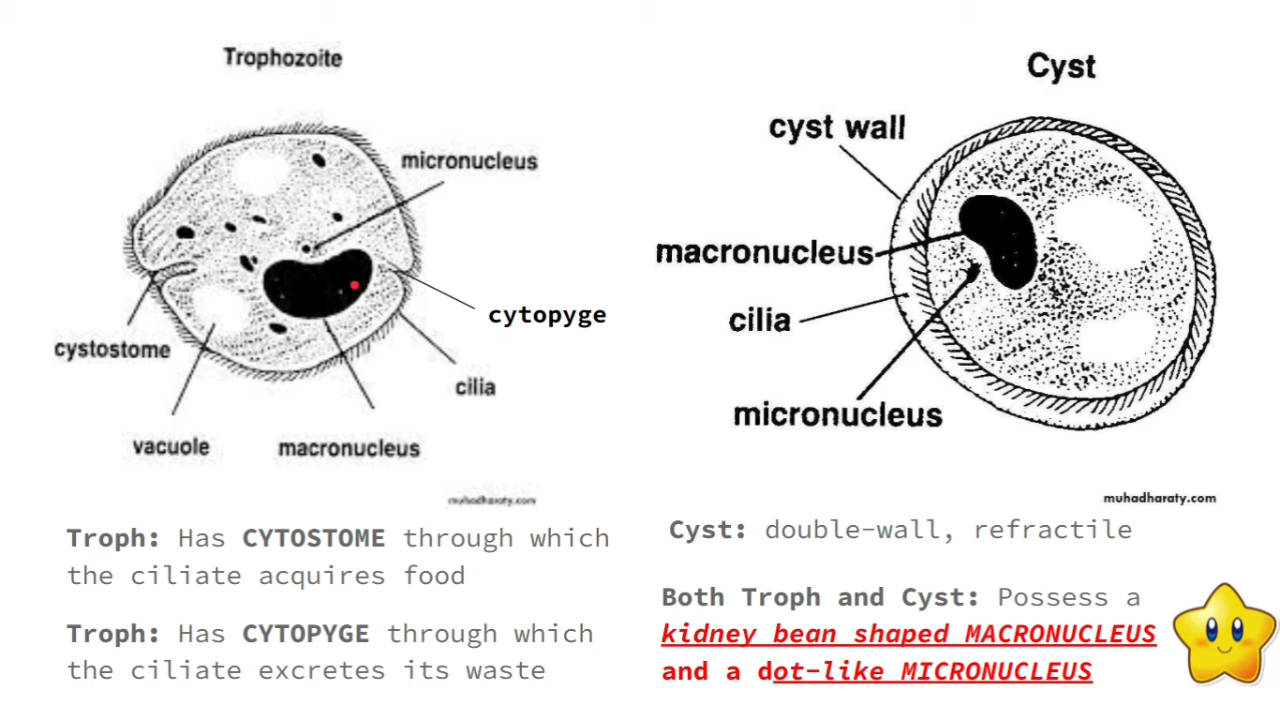 Trophozoite
micronucleus
cytopyge
cystostome
cilia
vacuole
macronucleus
muhadharaty.com
Troph: Has CYTOSTOME through which
the ciliate acquires food
Troph: Has CYTOPYGE through which
the ciliate excretes its waste
Cyst
cyst wall
macronucleus
cilia
micronucleus
muhadharaty.com
Cyst: double-wall, refractile
Both Troph and Cyst: Possess a
kidney bean shaped MACRONUCLEUS
and a dot-like MICRONUCLEUS